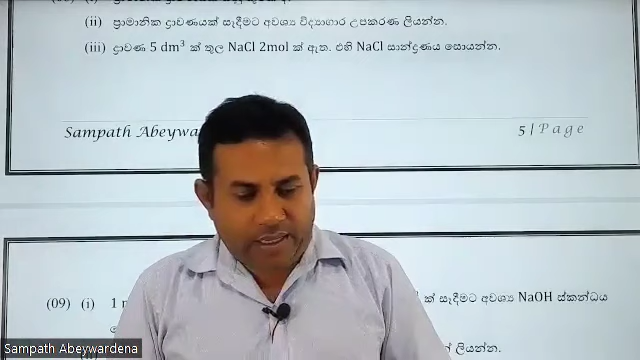 (ii) ප්‍රාමානික ද්‍රාවණයක් සෑදීමට අවශ්‍ය විද්‍යාගාර උපකරණ ලියන්න.
(iii) ද්‍රාවණ 5 dm³ ක් තුල NaCl 2mol ක් ඇත. එහි NaCl සාන්ද්‍රණය සොයන්න.
Sampath Abeywa
5 | Page
(09) (i) 1
ක් සෑදීමට අවශ්‍ය NaOH ස්කන්ධය
ලියන්න.
Sampath Abeywardena